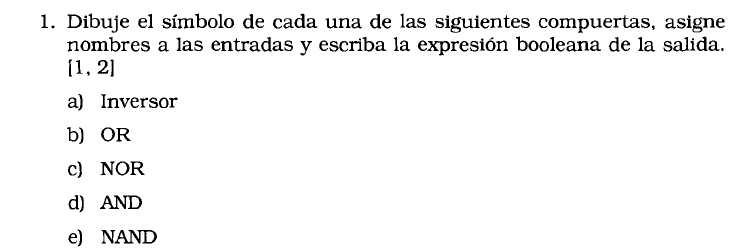 1. Dibuje el símbolo de cada una de las siguientes compuertas, asigne
nombres a las entradas y escriba la expresión booleana de la salida.
[1, 2]
a) Inversor
b) OR
c) NOR
d) AND
e) NAND